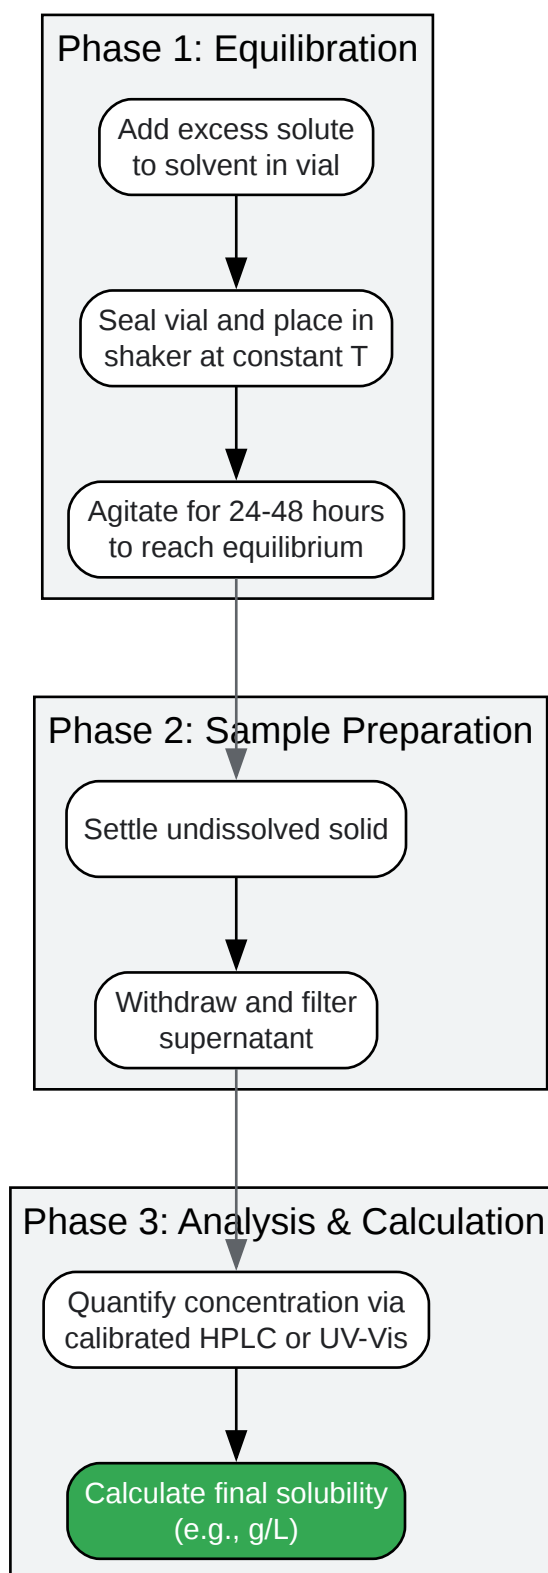 Phase 1: Equilibration
Add excess solute
to solvent in vial
Seal vial and place in
shaker at constant T
Agitate for 24-48 hours
to reach equilibrium
Phase 2: Sample Preparation
Settle undissolved solid
Withdraw and filter
supernatant
Phase 3: Analysis & Calculation
Quantify concentration via
calibrated HPLC or UV-Vis
Calculate final solubility
(e.g., g/L)